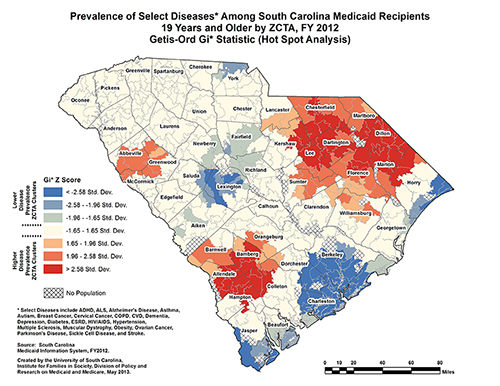 Prevalence of Select Diseases* Among South Carolina Medicaid Recipients
19 Years and Older by ZCTA, FY 2012
Getis-Ord Gi* Statistic (Hot Spot Analysis)
Cherokee
York
Greenville
Spartanburg
Pickens
Oconee
Union
Chester
Lancaster
Chesterfield
Marlboro
Anderson
Laurens
Fairfield
Kershaw
Darlington
Dillon
Newberry
Lee
Marion
Abbeville
Greenwood
Saluda
Richland
Florence
Horry
McCormick
Lexington
Sumter
Edgefield
Calhoun
Clarendon
Williamsburg
Aiken
Georgetown
Orangeburg
Barnwell
Bamberg
Berkeley
Dorchester
Allendale
Colleton
Hampton
Charleston
Jasper
Beaufort
Gi* Z Score
Lower
Disease
Prevalence
ZCTA Clusters
Higher
Disease
Prevalence
ZCTA Clusters
< -2.58 Std. Dev.
-2.58 - -1.96 Std. Dev.
-1.96 - -1.65 Std. Dev.
-1.65 - 1.65 Std. Dev.
1.65 - 1.96 Std. Dev.
1.96 - 2.58 Std. Dev.
> 2.58 Std. Dev.
No Population
* Select Diseases include ADHD, ALS, Alzheimer's Disease, Asthma,
Autism, Breast Cancer, Cervical Cancer, COPD, CVD, Dementia,
Depression, Diabetes, ESRD, HIV/AIDS, Hypertension,
Multiple Sclerosis, Muscular Dystrophy, Obesity, Ovarian Cancer,
Parkinson's Disease, Sickle Cell Disease, and Stroke.
Source: South Carolina
Medicaid Information System, FY2012.
Created by the University of South Carolina,
Institute for Families in Society, Division of Policy and
Research on Medicaid and Medicare, May 2013.
0 10 20 40 60 80
Miles